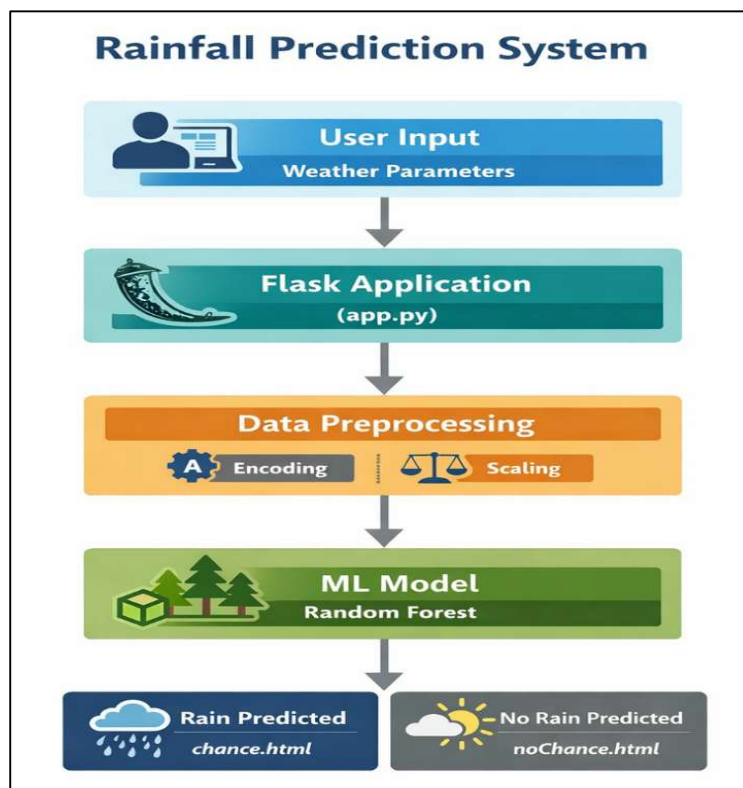 Rainfall Prediction System
User Input
Weather Parameters
Flask Application
(app.py)
Data Preprocessing
A Encoding
Scaling
ML Model
Random Forest
Rain Predicted
chance.html
No Rain Predicted
noChance.html